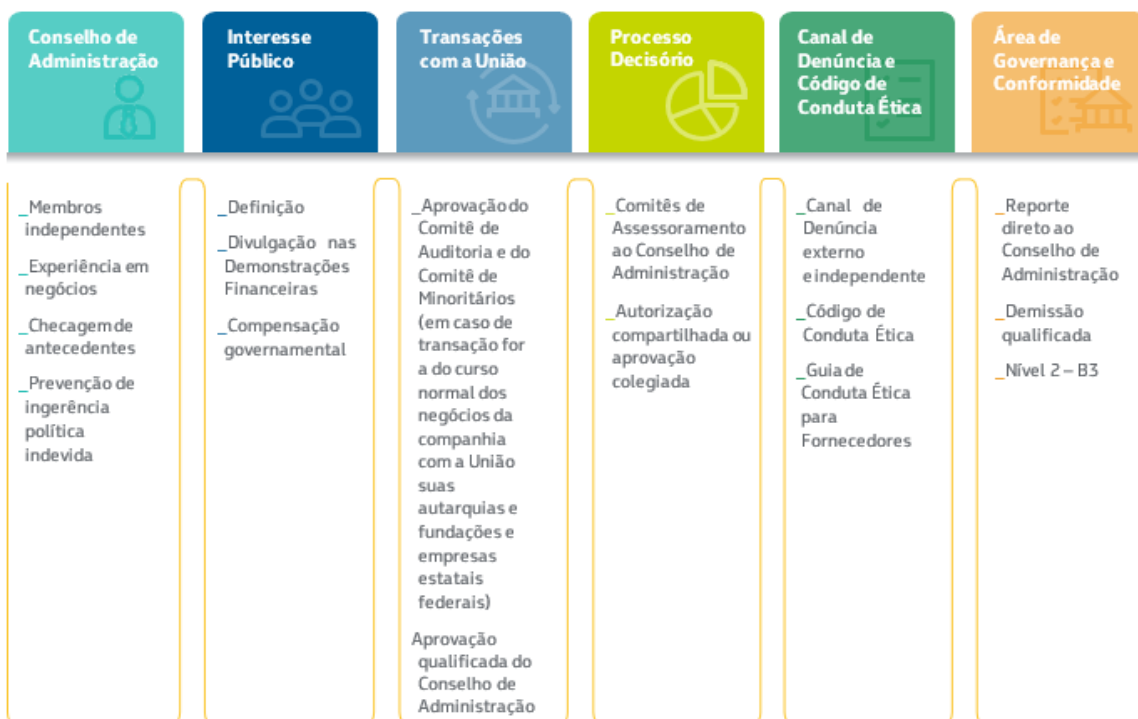 Conselho de
Administração
Interesse
Público
Transações
com a União
Processo
Decisório
Canal de
Denúncia e
Código de
Conduta Ética
Área de
Governança e
Conformidade
_Membros
independentes
_Experiência em
negócios
_Checagem de
antecedentes
_Prevenção de
ingerência
política
indevida
_Definição
_Divulgação nas
Demonstrações
Financeiras
_Compensação
governamental
_Aprovação do
Comitê de
Auditoria e do
Comitê de
Minoritários
(em caso de
transação for
a do curso
normal dos
negócios da
companhia
com a União
suas
autarquias e
fundações e
empresas
estatais
federais)
Aprovação
qualificada do
Conselho de
Administração
_Comitês de
Assessoramento
ao Conselho de
Administração
_Autorização
compartilhada ou
aprovação
colegiada
_Canal de
Denúncia
externo
e independente
_Código de
Conduta Ética
_Guia de
Conduta Ética
para
Fornecedores
_Reporte
direto ao
Conselho de
Administração
_Demissão
qualificada
_Nível 2 – B3